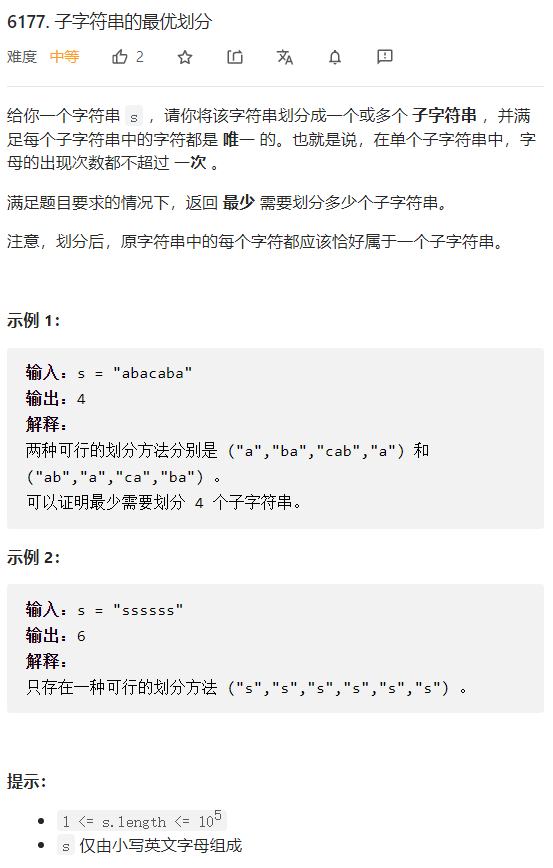 6177. 子字符串的最优划分
难度 中等 2
给你一个字符串 s ，请你将该字符串划分成一个或多个 子字符串 ，并满
足每个子字符串中的字符都是 唯一 的。也就是说，在单个子字符串中，字
母的出现次数都不超过 一次 。
满足题目要求的情况下，返回 最少 需要划分多少个子字符串。
注意，划分后，原字符串中的每个字符都应该恰好属于一个子字符串。
示例 1：
输入：s = "abacaba"
输出：4
解释：
两种可行的划分方法分别是 ("a","ba","cab","a") 和
("ab","a","ca","ba") 。
可以证明最少需要划分 4 个子字符串。
示例 2：
输入：s = "ssssss"
输出：6
解释：
只存在一种可行的划分方法 ("s","s","s","s","s","s") 。
提示：
1 <= s.length <= 10⁵
s 仅由小写英文字母组成